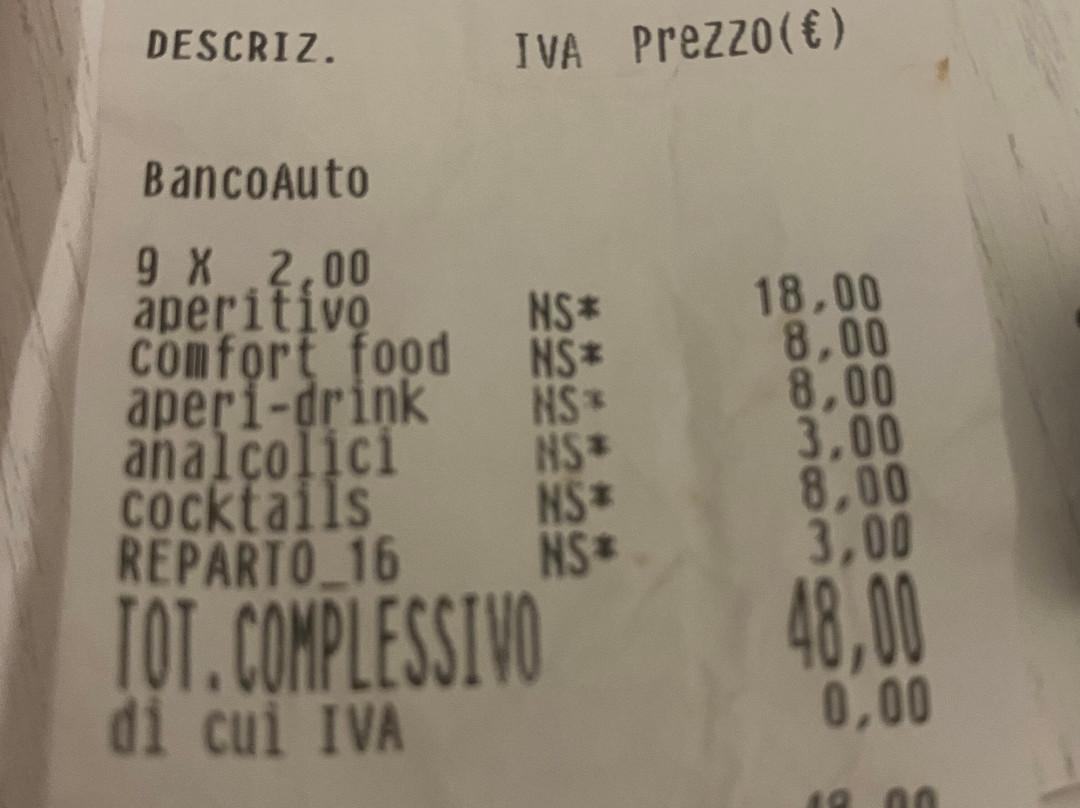 DESCRIZ. IVA Prezzo(€)
BancoAuto
9 X 2,00
aperitivo NS* 18,00
comfort food NS* 8,00
aperi-drink NS* 8,00
analcolici NS* 3,00
cocktails NS* 8,00
REPARTO_16 NS* 3,00
TOT.COMPLESSIVO 48,00
di cui IVA 0,00
48,00